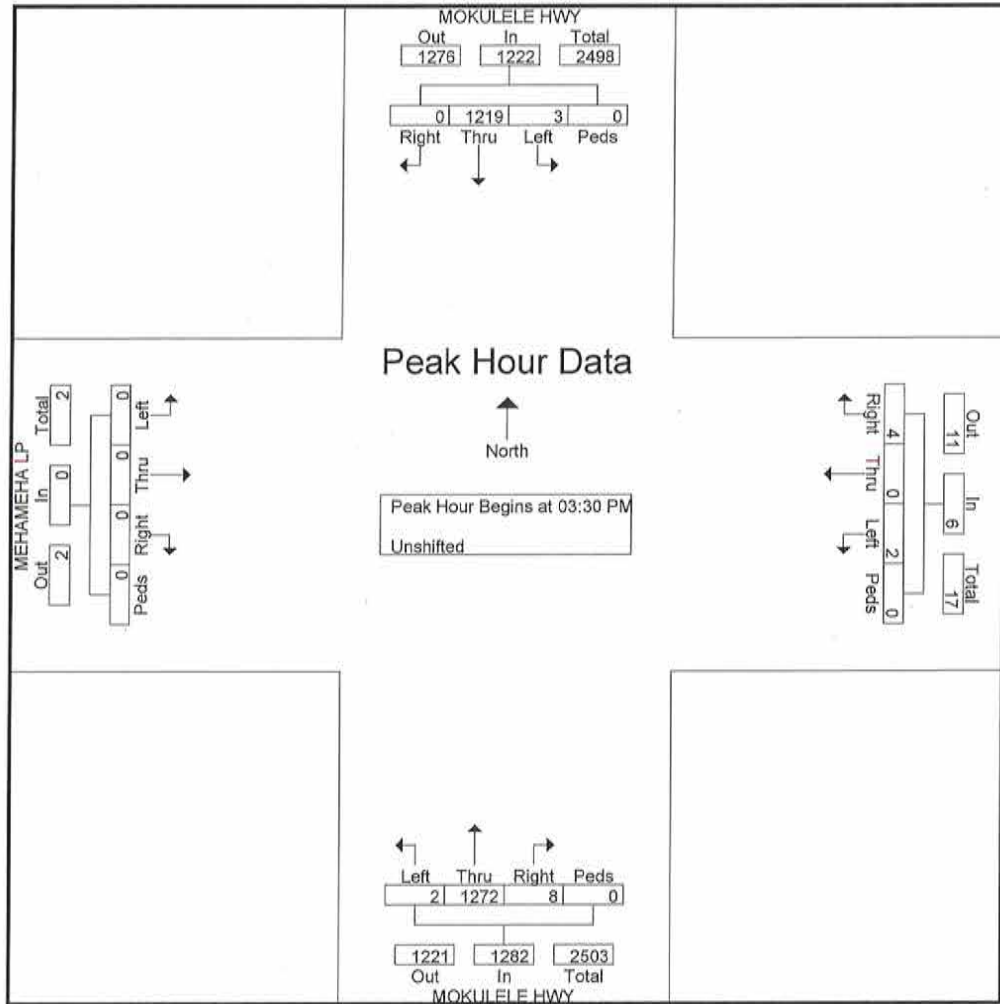 MOKULELE HWY
Out In Total
1276 1222 2498
0 1219 3 0
Right Thru Left Peds
Peak Hour Data
North
Peak Hour Begins at 03:30 PM
Unshifted
MEHAMEHA LP
Out In Total
2 0 2
0 0 0 0
Left Thru Right Peds
Out In Total
11 6 17
4 0 2 0
Right Thru Left Peds
Left Thru Right Peds
2 1272 8 0
1221 1282 2503
Out In Total
MOKULELE HWY